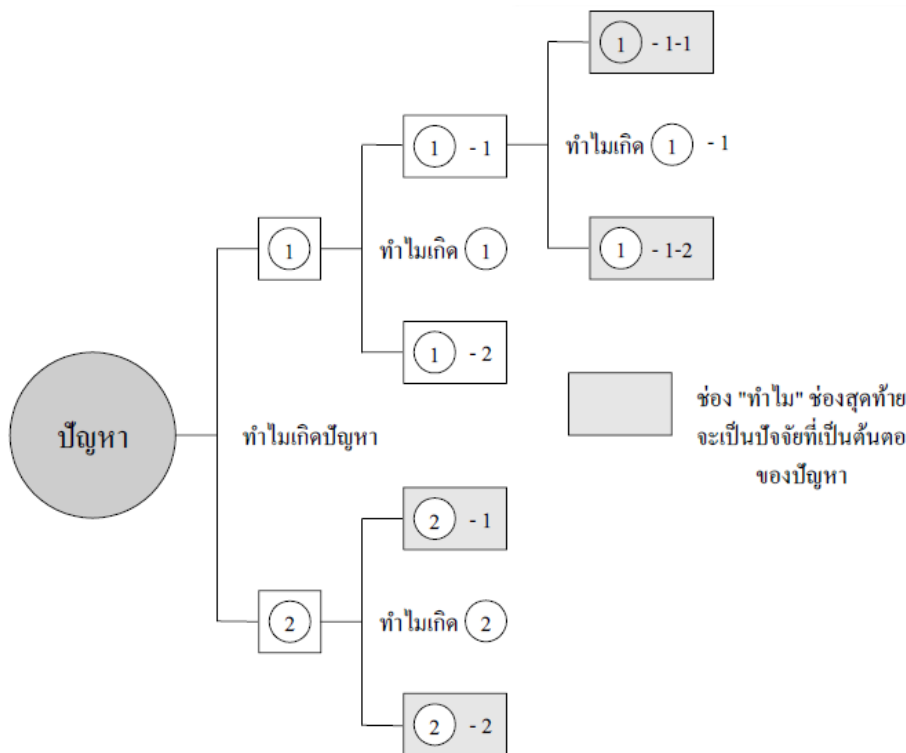 ① - 1-1
① - 1
ทำไมเกิด ① - 1
①
ทำไมเกิด ①
① - 1-2
① - 2
ปัญหา
ทำไมเกิดปัญหา
ช่อง "ทำไม" ช่องสุดท้าย
จะเป็นปัจจัยที่เป็นต้นตอ
ของปัญหา
② - 1
②
ทำไมเกิด ②
② - 2